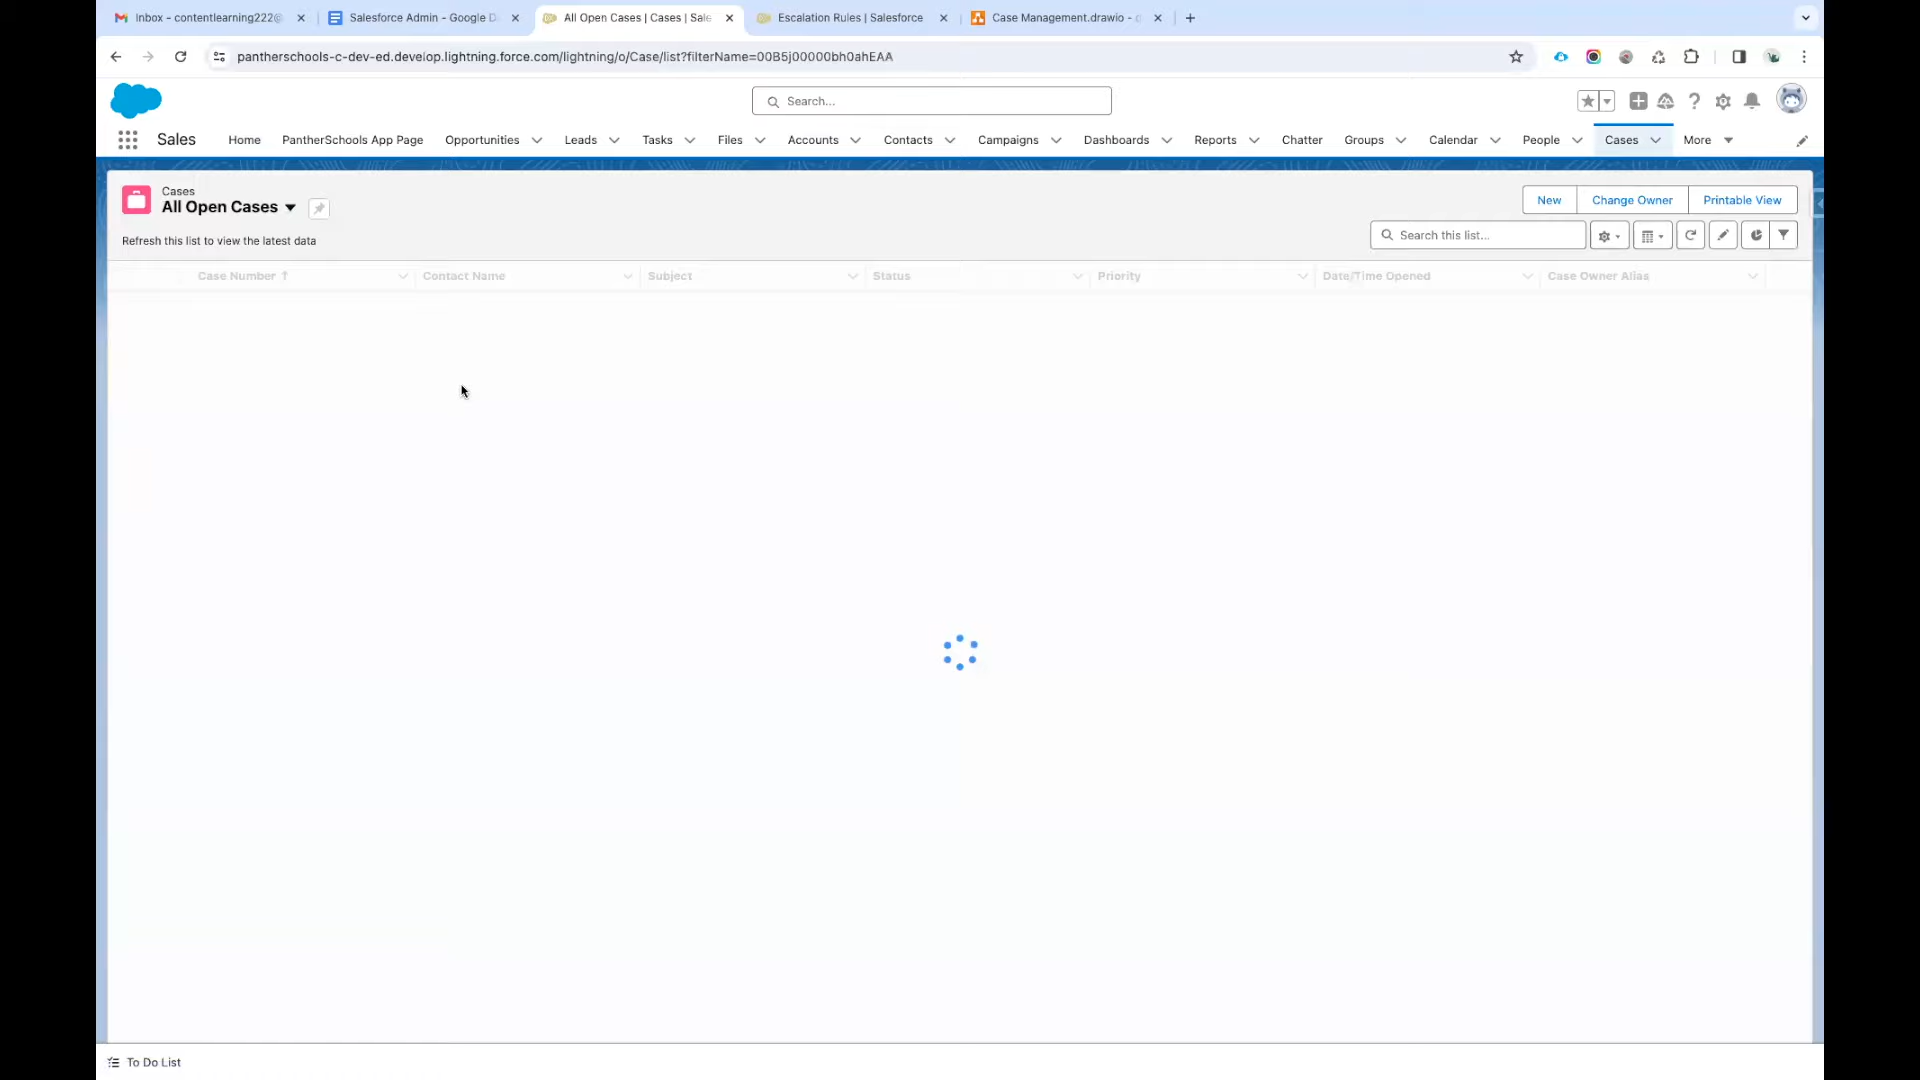 Inbox - contentlearning222@
Salesforce Admin - Google D
All Open Cases | Cases | Sale
Escalation Rules | Salesforce
Case Management.drawio -
pantherschools-c-dev-ed.develop.lightning.force.com/lightning/o/Case/list?filterName=00B5j00000bh0ahEAA
Search...
Sales
Home
PantherSchools App Page
Opportunities
Leads
Tasks
Files
Accounts
Contacts
Campaigns
Dashboards
Reports
Chatter
Groups
Calendar
People
Cases
More
Cases
All Open Cases
New
Change Owner
Printable View
Refresh this list to view the latest data
Search this list...
Case Number
Contact Name
Subject
Status
Priority
Date/Time Opened
Case Owner Alias
To Do List